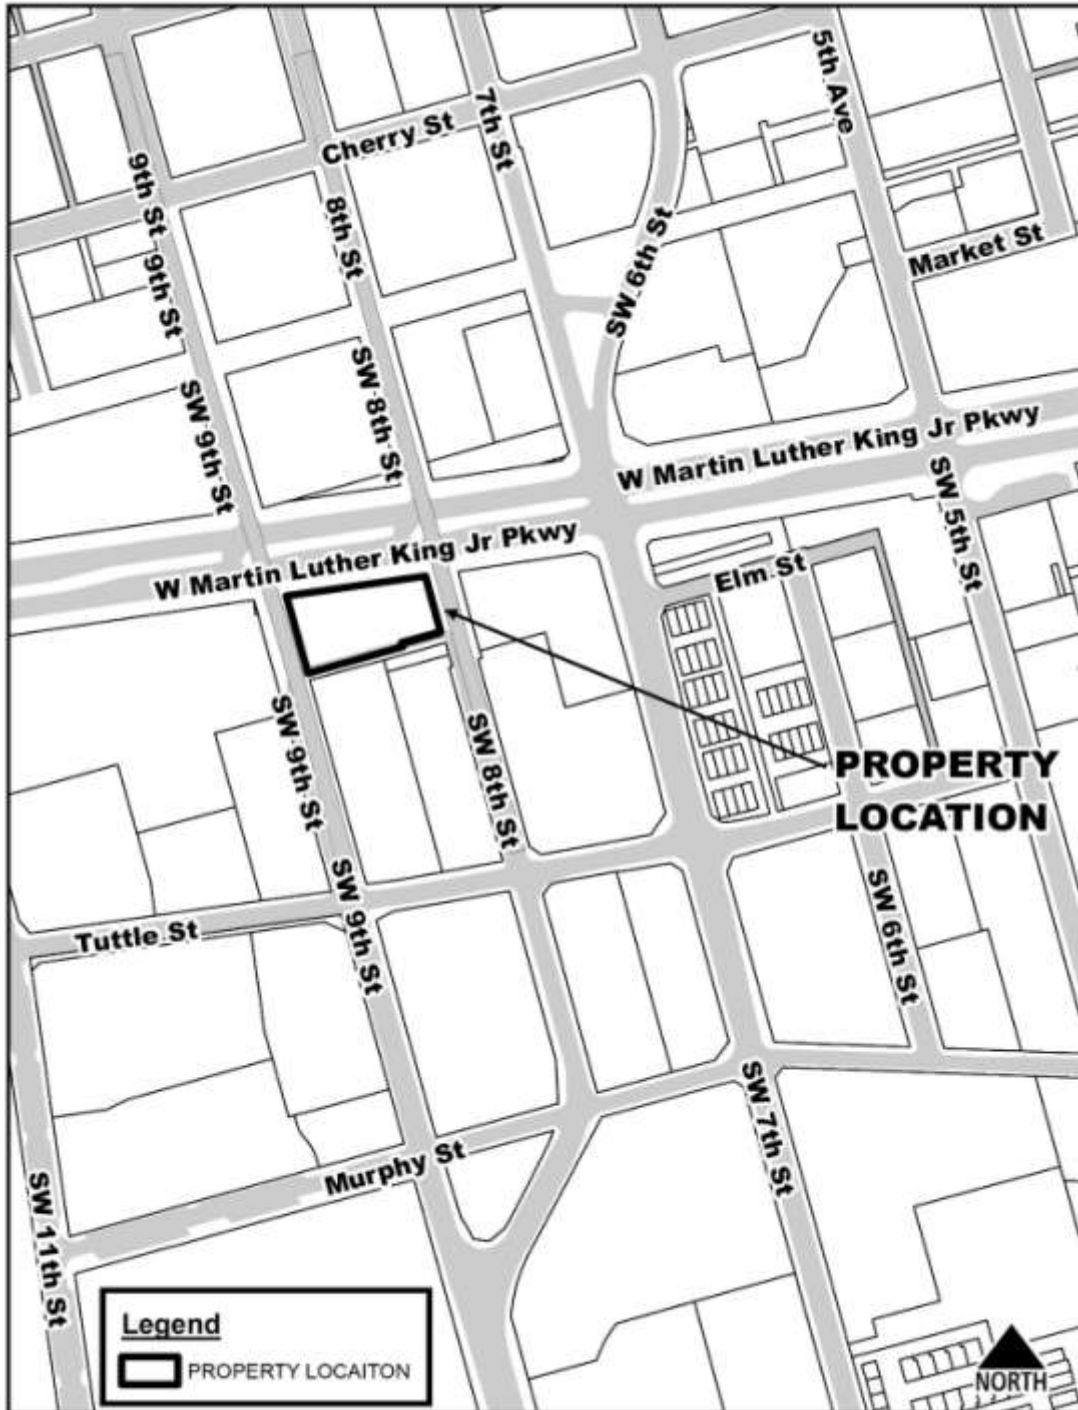 5th Ave
7th St
Cherry St
9th St
8th St
Market St
SW 6th St
9th St
SW 8th St
SW 9th St
W Martin Luther King Jr Pkwy
SW 5th St
W Martin Luther King Jr Pkwy
Elm St
SW 9th St
SW 8th St
PROPERTY
LOCATION
SW 9th St
SW 6th St
Tuttle St
SW 7th St
Murphy St
SW 11th St
Legend
PROPERTY LOCAITON
NORTH